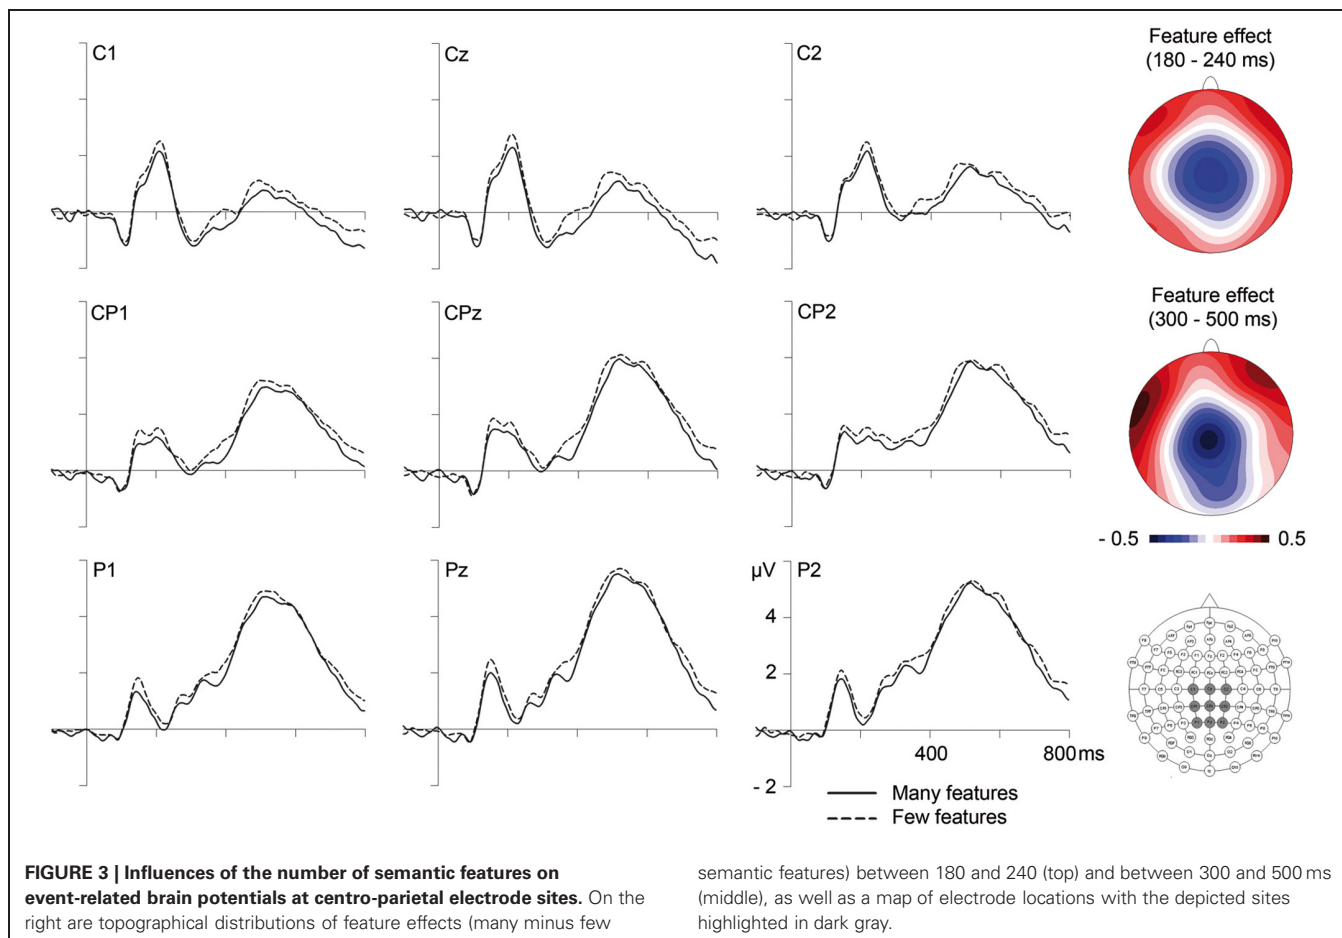 C1
Cz
C2
Feature effect
(180 - 240 ms)
CP1
CPz
CP2
Feature effect
(300 - 500 ms)
- 0.5
0.5
P1
Pz
µV
P2
4
2
- 2
400
800 ms
Many features
Few features
FIGURE 3 | Influences of the number of semantic features on
event-related brain potentials at centro-parietal electrode sites. On the
right are topographical distributions of feature effects (many minus few
semantic features) between 180 and 240 (top) and between 300 and 500 ms
(middle), as well as a map of electrode locations with the depicted sites
highlighted in dark gray.